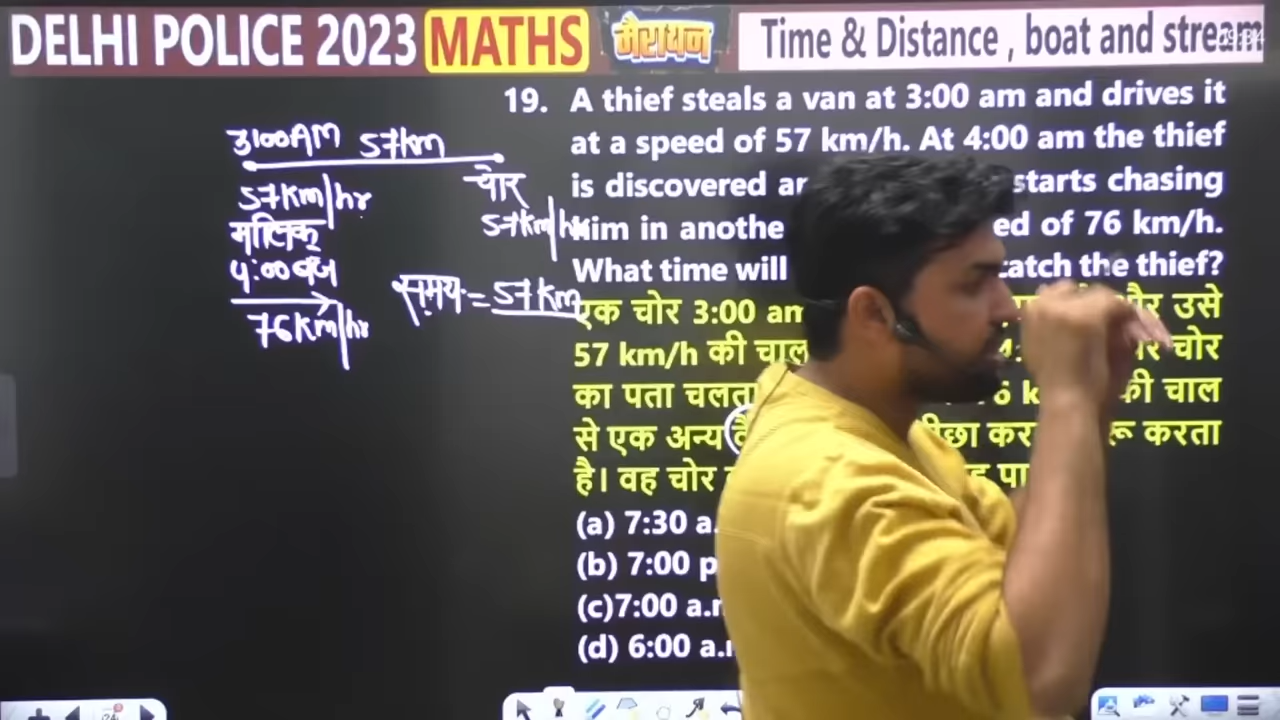 DELHI POLICE 2023 MATHS मैराथन Time & Distance , boat and stream
19. A thief steals a van at 3:00 am and drives it
at a speed of 57 km/h. At 4:00 am the thief
is discovered starts chasing
him in ed of 76 km/h.
What time will catch the thief?
एक चोर 3:00 am और उसे
57 km/h की चाल चोर
का पता चलता की चाल
से एक अन्य करता
है। वह चोर
(a) 7:30 a.
(b) 7:00 p
(c)7:00 a.
(d) 6:00 a.
3:00AM 57km
57km/hr चोर
मालिक 57km/h
4:00 बजे
76km/hr
समय = 57km